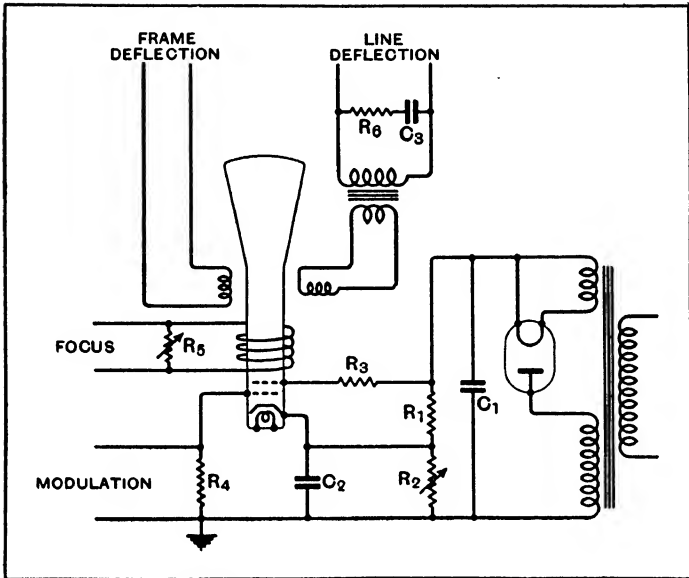 FRAME
DEFLECTION
LINE
DEFLECTION
R6
C3
FOCUS
R5
R3
R1
C1
MODULATION
R4
C2
R2